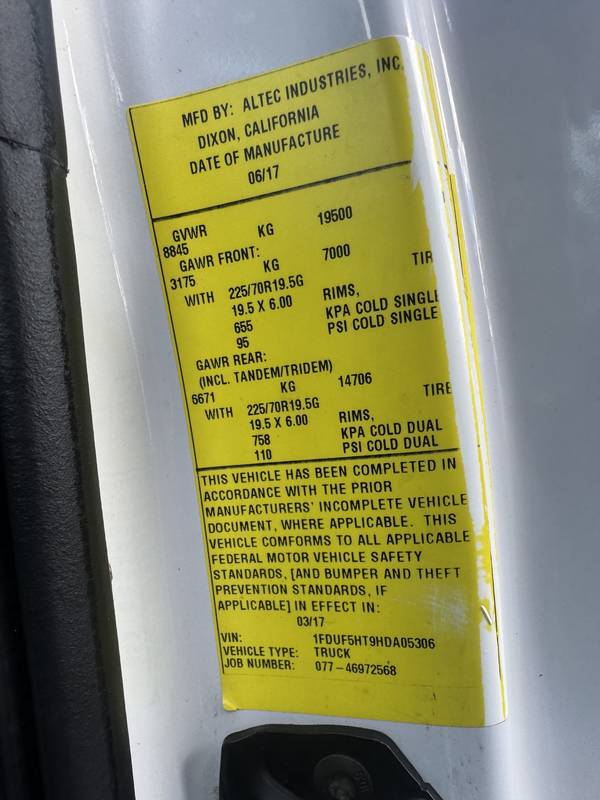 MFD BY: ALTEC INDUSTRIES, INC
DIXON, CALIFORNIA
DATE OF MANUFACTURE
06/17
GVWR
8845 KG 19500
GAWR FRONT:
3175 KG 7000
WITH 225/70R19.5G TIR
19.5 X 6.00 RIMS,
655 KPA COLD SINGLE
95 PSI COLD SINGLE
GAWR REAR:
(INCL. TANDEM/TRIDEM)
6671 KG 14706
WITH 225/70R19.5G TIRE
19.5 X 6.00 RIMS,
758 KPA COLD DUAL
110 PSI COLD DUAL
THIS VEHICLE HAS BEEN COMPLETED IN
ACCORDANCE WITH THE PRIOR
MANUFACTURERS' INCOMPLETE VEHICLE
DOCUMENT, WHERE APPLICABLE. THIS
VEHICLE COMFORMS TO ALL APPLICABLE
FEDERAL MOTOR VEHICLE SAFETY
STANDARDS, [AND BUMPER AND THEFT
PREVENTION STANDARDS, IF
APPLICABLE] IN EFFECT IN:
03/17
VIN: 1FDUF5HT9HDA05306
VEHICLE TYPE: TRUCK
JOB NUMBER: 077-46972568